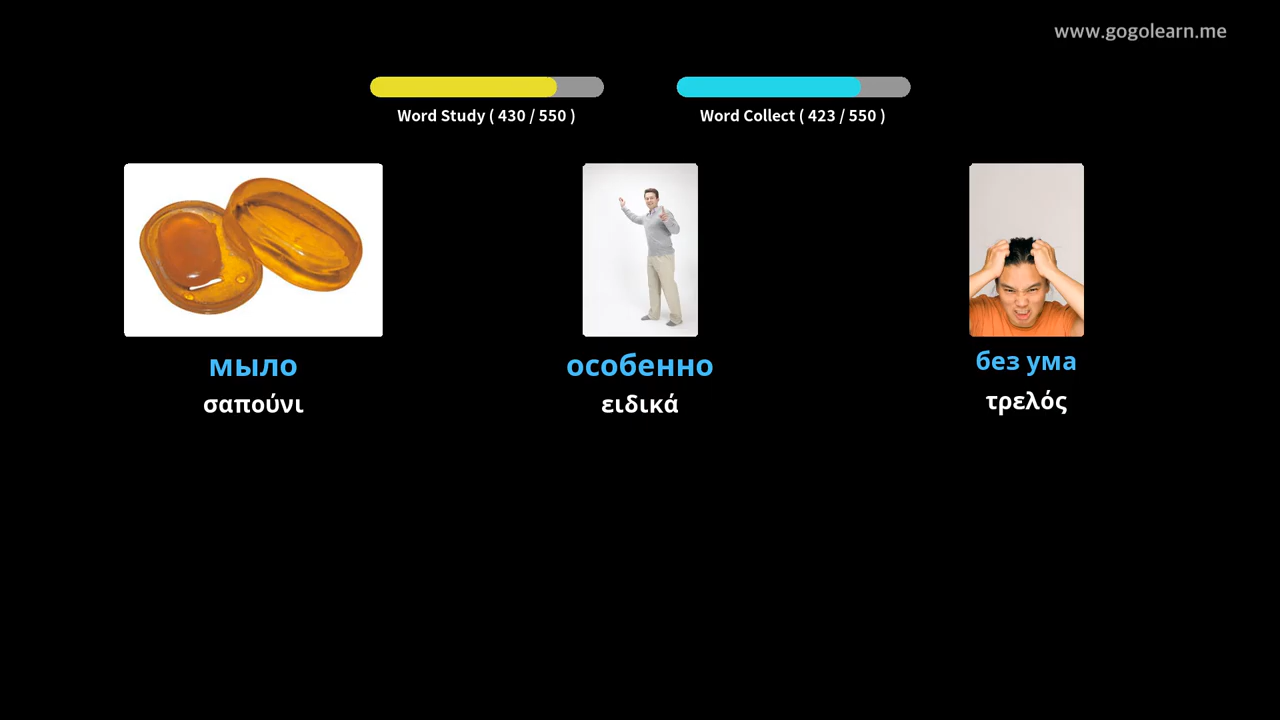 www.gogolearn.me
Word Study ( 430 / 550 )
Word Collect ( 423 / 550 )
мыло
σαπούνι
особенно
ειδικά
без ума
τρελός